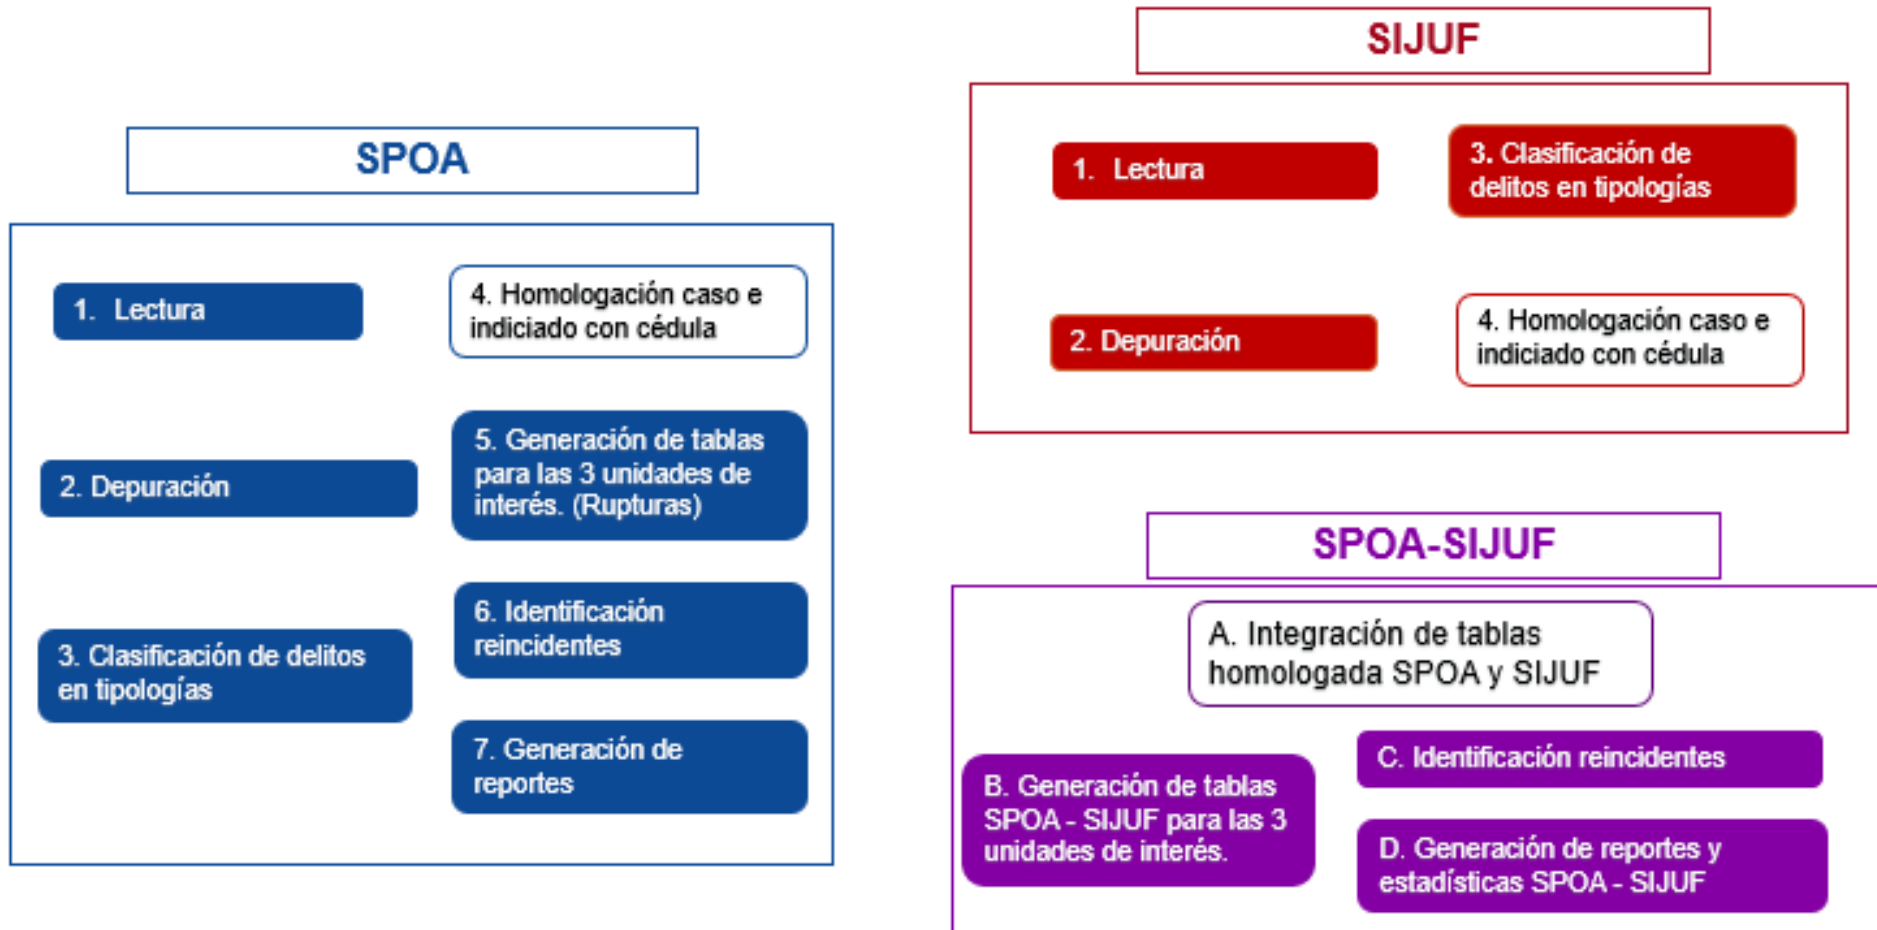 SPOA
1. Lectura
2. Depuración
3. Clasificación de delitos
en tipologías
4. Homologación caso e
indiciado con cédula
5. Generación de tablas
para las 3 unidades de
interés. (Rupturas)
6. Identificación
reincidentes
7. Generación de
reportes
SIJUF
1. Lectura
2. Depuración
3. Clasificación de
delitos en tipologías
4. Homologación caso e
indiciado con cédula
SPOA-SIJUF
A. Integración de tablas
homologada SPOA y SIJUF
B. Generación de tablas
SPOA - SIJUF para las 3
unidades de interés.
C. Identificación reincidentes
D. Generación de reportes y
estadísticas SPOA - SIJUF